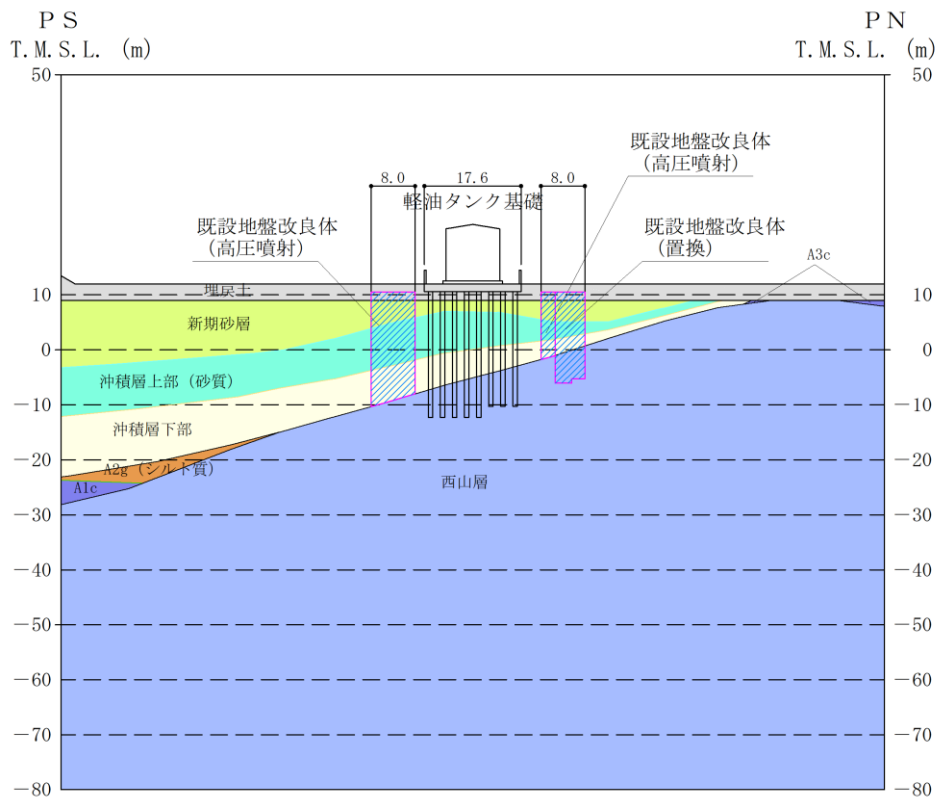 ＰＳ
T.M.S.L. (m)
ＰＮ
T.M.S.L. (m)
50
50
既設地盤改良体
(高圧噴射)
8.0
17.6
8.0
軽油タンク基礎
既設地盤改良体
(高圧噴射)
既設地盤改良体
(置換)
A3c
埋戻土
10
10
新期砂層
0
0
沖積層上部（砂質）
－10
－10
沖積層下部
－20
－20
A2g（シルト質）
A1c
西山層
－30
－30
－40
－40
－50
－50
－60
－60
－70
－70
－80
－80